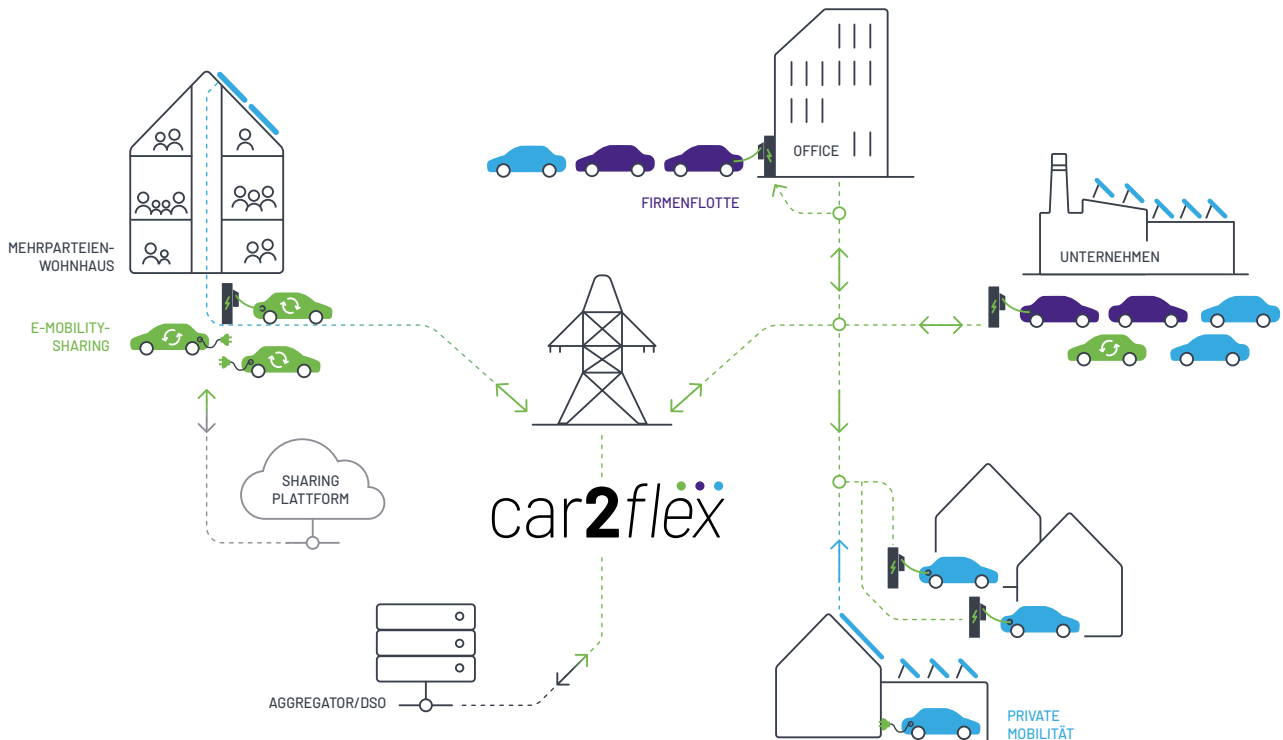 OFFICE
FIRMENFLOTTE
MEHRPARTEIEN-
WOHNHAUS
UNTERNEHMEN
E-MOBILITY-
SHARING
SHARING
PLATTFORM
car2flex
AGGREGATOR/DSO
PRIVATE
MOBILITÄT